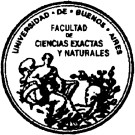 UNIVERSIDAD • DE • BUENOS • AIRES
FACULTAD
DE
CIENCIAS EXACTAS
Y NATURALES